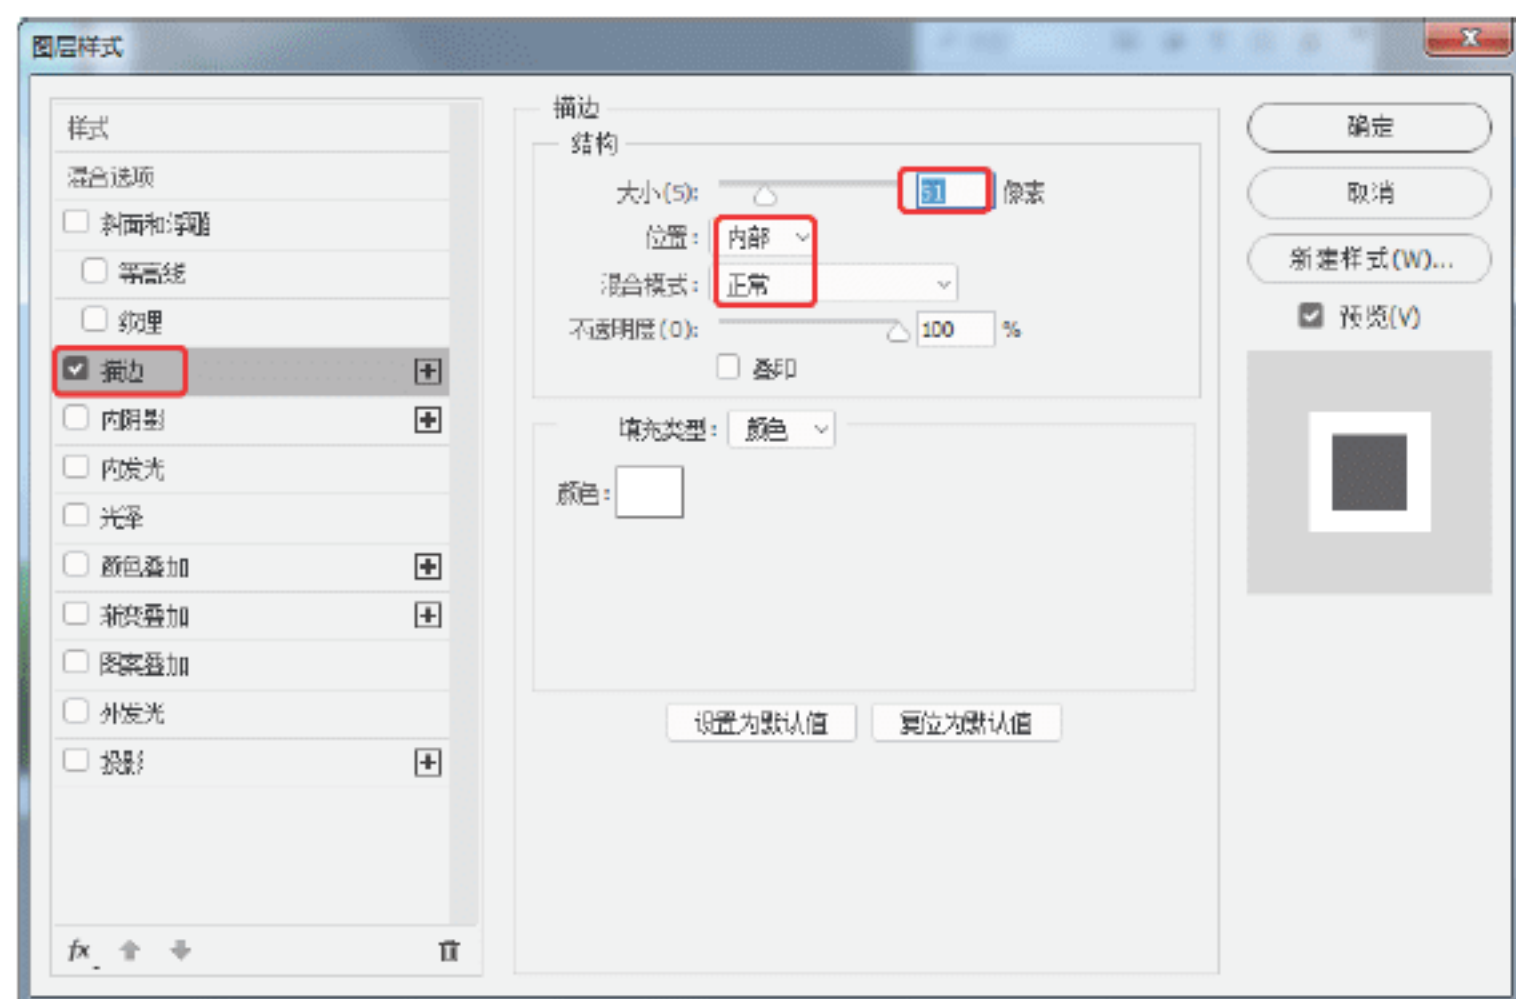 图层样式
样式
混合选项
斜面和浮雕
等高线
纹理
描边
内阴影
内发光
光泽
颜色叠加
渐变叠加
图案叠加
外发光
投影
fx
描边
结构
大小(S): 51 像素
位置: 内部
混合模式: 正常
不透明度(O): 100 %
叠印
填充类型: 颜色
颜色:
设置为默认值 复位为默认值
确定
取消
新建样式(W)...
预览(V)